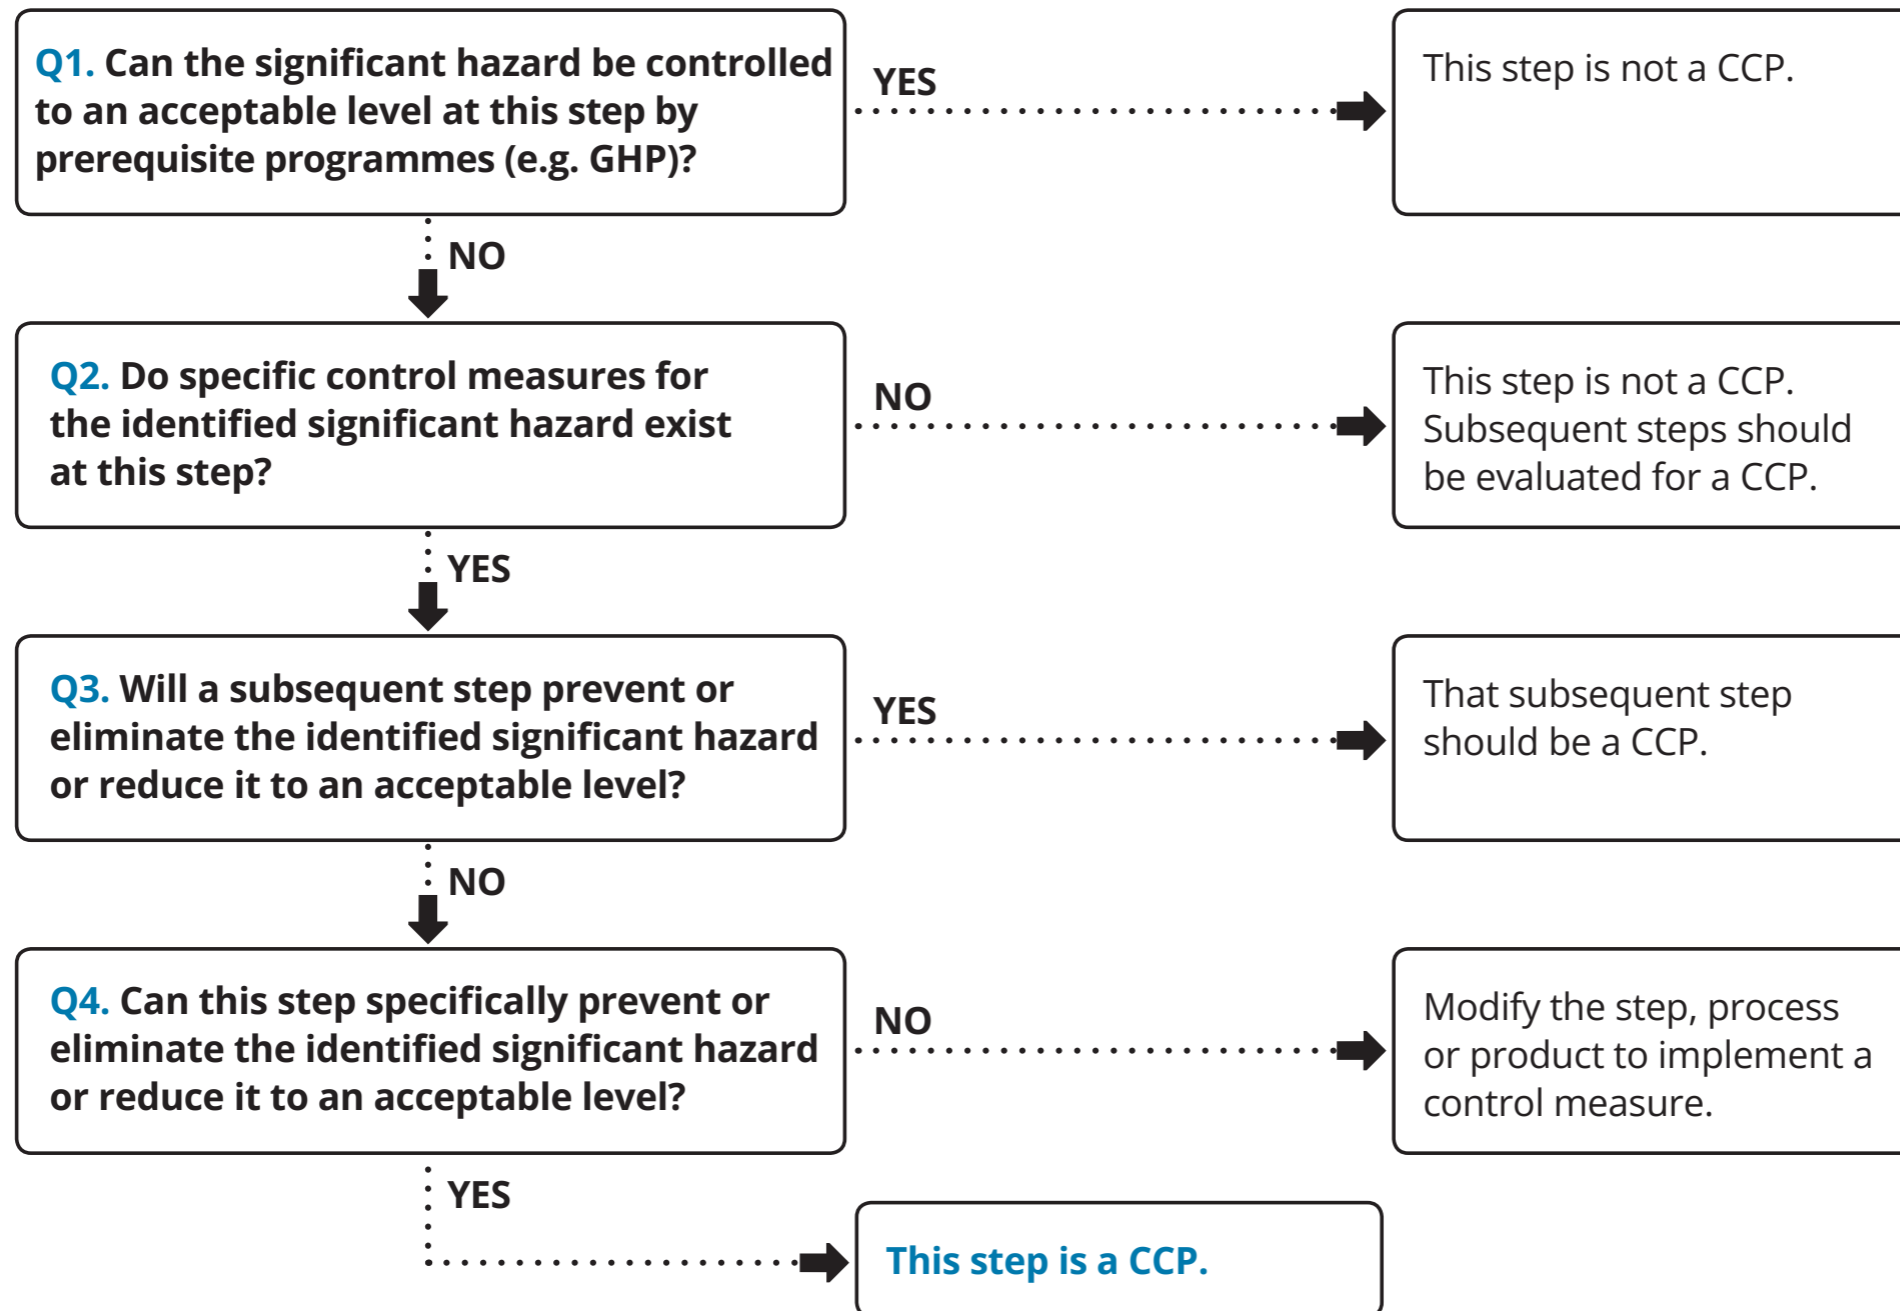 Q1. Can the significant hazard be controlled
to an acceptable level at this step by
prerequisite programmes (e.g. GHP)?
YES
This step is not a CCP.
NO
Q2. Do specific control measures for
the identified significant hazard exist
at this step?
NO
This step is not a CCP.
Subsequent steps should
be evaluated for a CCP.
YES
Q3. Will a subsequent step prevent or
eliminate the identified significant hazard
or reduce it to an acceptable level?
YES
That subsequent step
should be a CCP.
NO
Q4. Can this step specifically prevent or
eliminate the identified significant hazard
or reduce it to an acceptable level?
NO
Modify the step, process
or product to implement a
control measure.
YES
This step is a CCP.